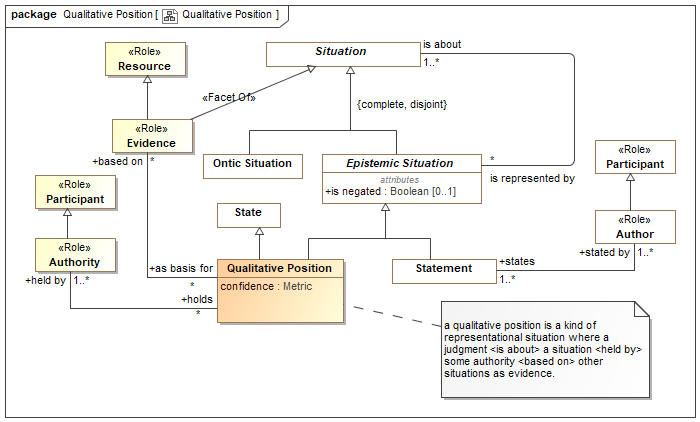 package Qualitative Position [ Qualitative Position ]
«Role»
Resource
Situation
is about
1..*
«Facet Of»
{complete, disjoint}
«Role»
Evidence
+based on *
Ontic Situation
Epistemic Situation
attributes
+is negated : Boolean [0..1]
*
is represented by
«Role»
Participant
«Role»
Participant
State
«Role»
Author
+stated by 1..*
«Role»
Authority
+held by 1..*
+as basis for
*
Qualitative Position
confidence : Metric
Statement
+states
1..*
+holds
*
a qualitative position is a kind of
representational situation where a
judgment <is about> a situation <held by>
some authority <based on> other
situations as evidence.